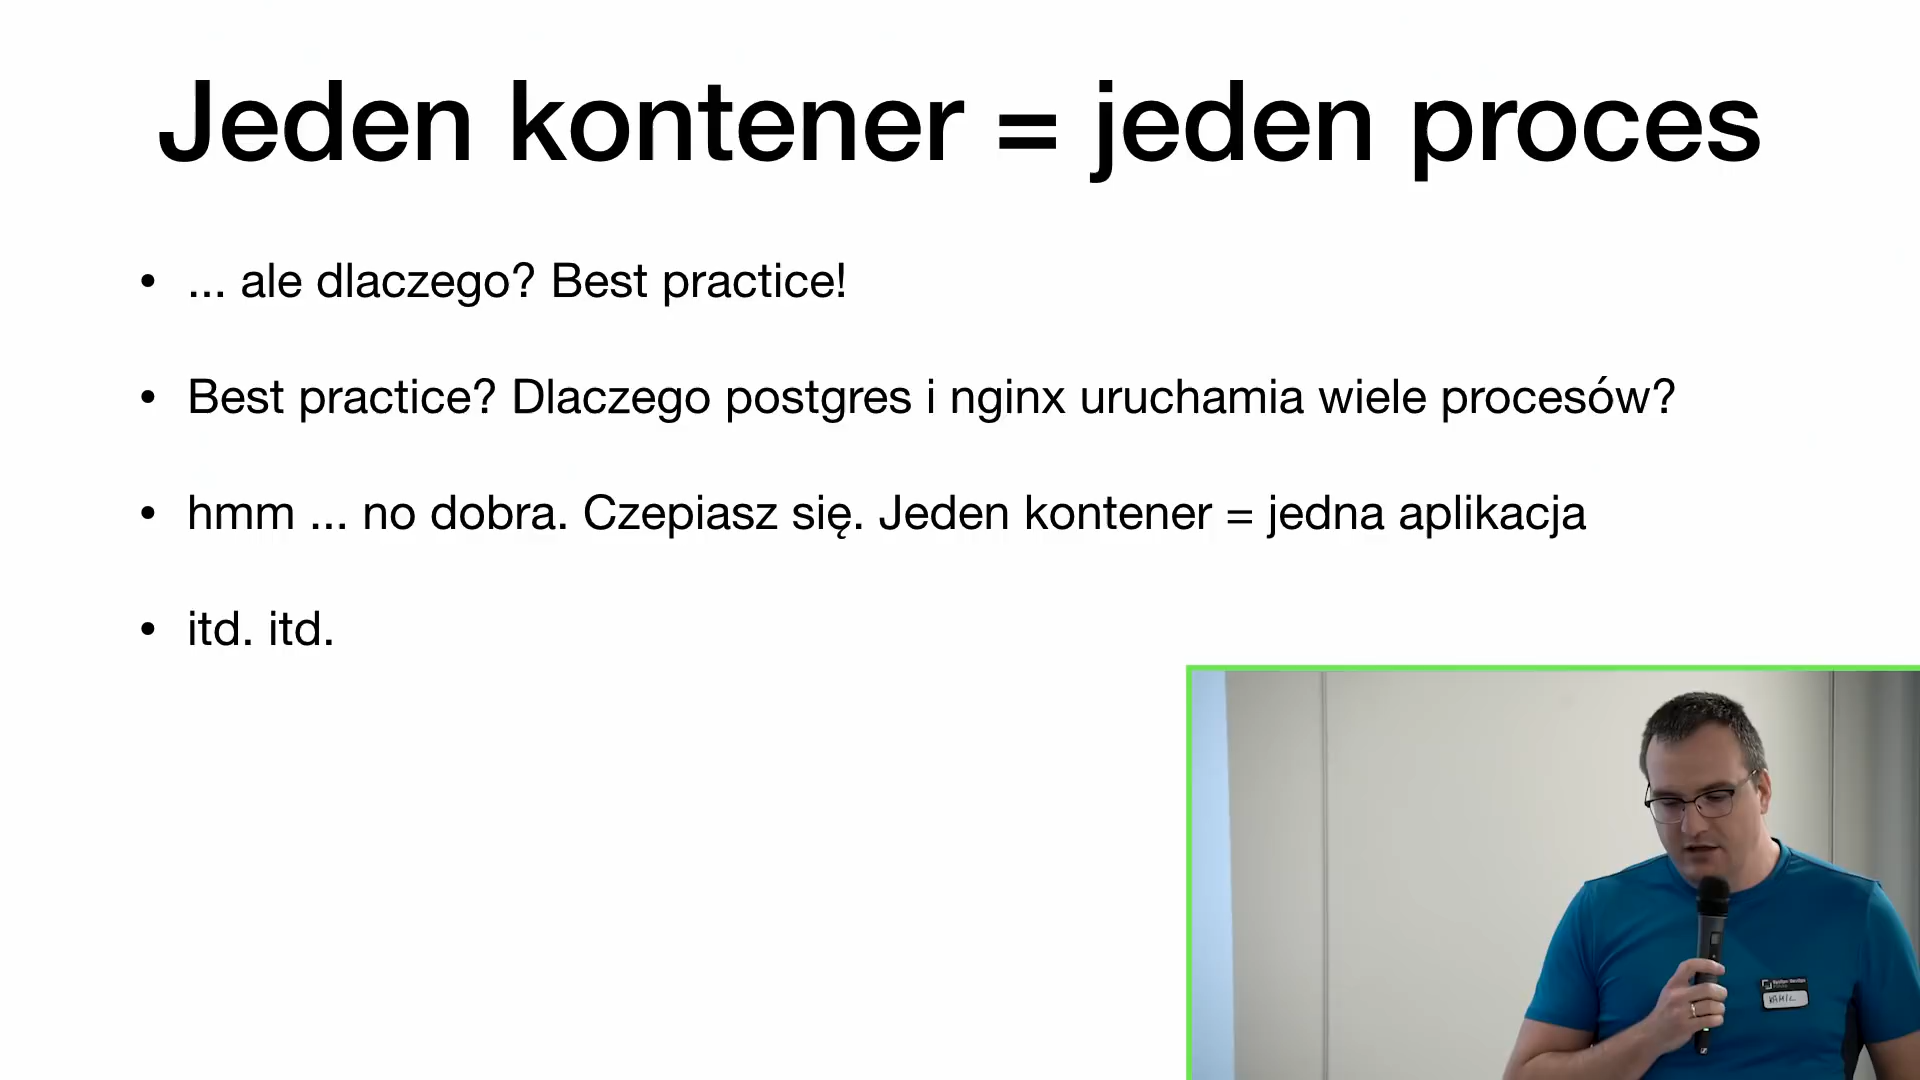 Jeden kontener = jeden proces
• ... ale dlaczego? Best practice!
• Best practice? Dlaczego postgres i nginx uruchamia wiele procesów?
• hmm ... no dobra. Czepiasz się. Jeden kontener = jedna aplikacja
• itd. itd.
KAMIL